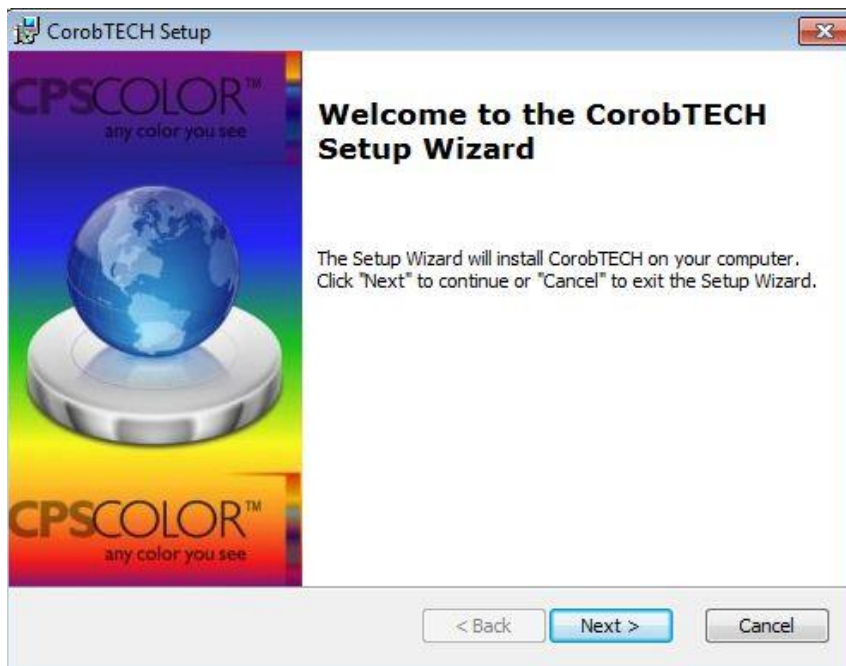 CorobTECH Setup
CPSCOLOR™
any color you see
Welcome to the CorobTECH
Setup Wizard
The Setup Wizard will install CorobTECH on your computer.
Click "Next" to continue or "Cancel" to exit the Setup Wizard.
CPSCOLOR™
any color you see
< Back
Next >
Cancel